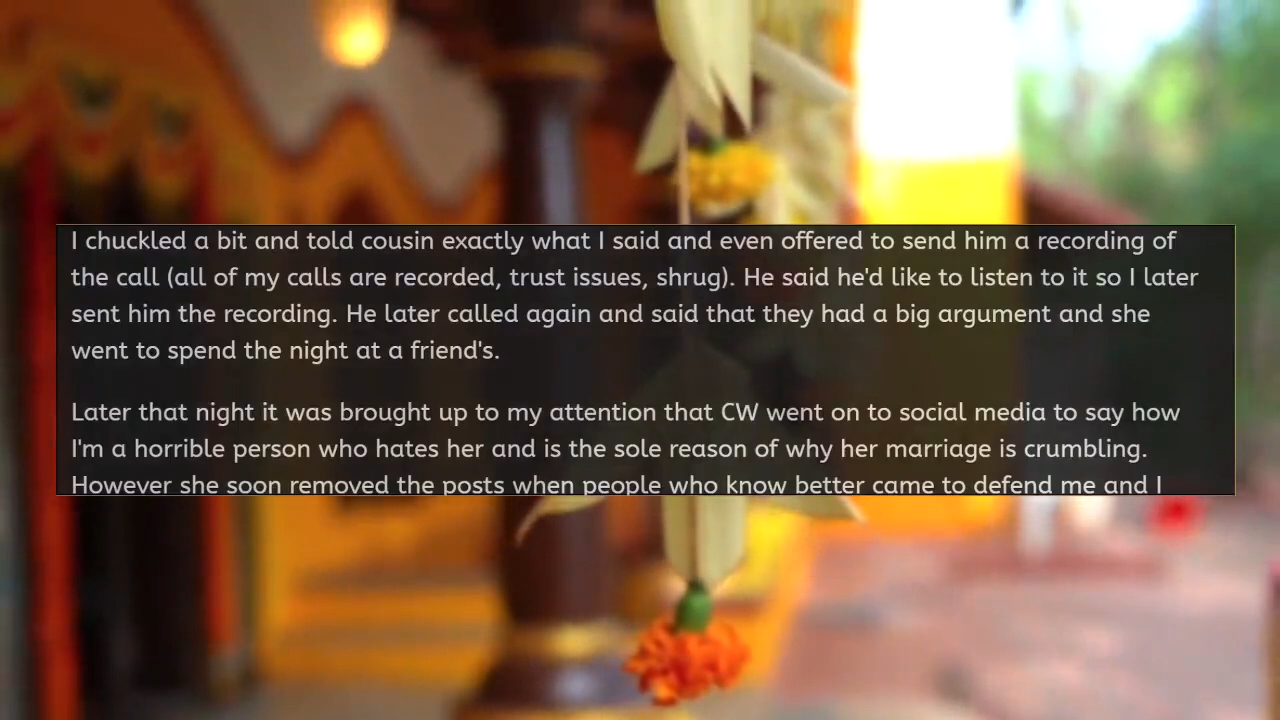 I chuckled a bit and told cousin exactly what I said and even offered to send him a recording of
the call (all of my calls are recorded, trust issues, shrug). He said he'd like to listen to it so I later
sent him the recording. He later called again and said that they had a big argument and she
went to spend the night at a friend's.
Later that night it was brought up to my attention that CW went on to social media to say how
I'm a horrible person who hates her and is the sole reason of why her marriage is crumbling.
However she soon removed the posts when people who know better came to defend me and I